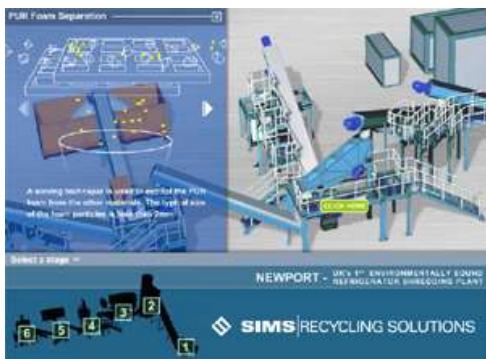 PUR Foam Separation
A sieving technique is used to extract the PUR
foam from the other materials. The typical size
of the foam particles is less than 2mm.
CLICK HERE
Select a stage
NEWPORT - UK's 1ST ENVIRONMENTALLY SOUND
REFRIGERATOR SHREDDING PLANT
6 5 4 3 2 1
SIMS RECYCLING SOLUTIONS